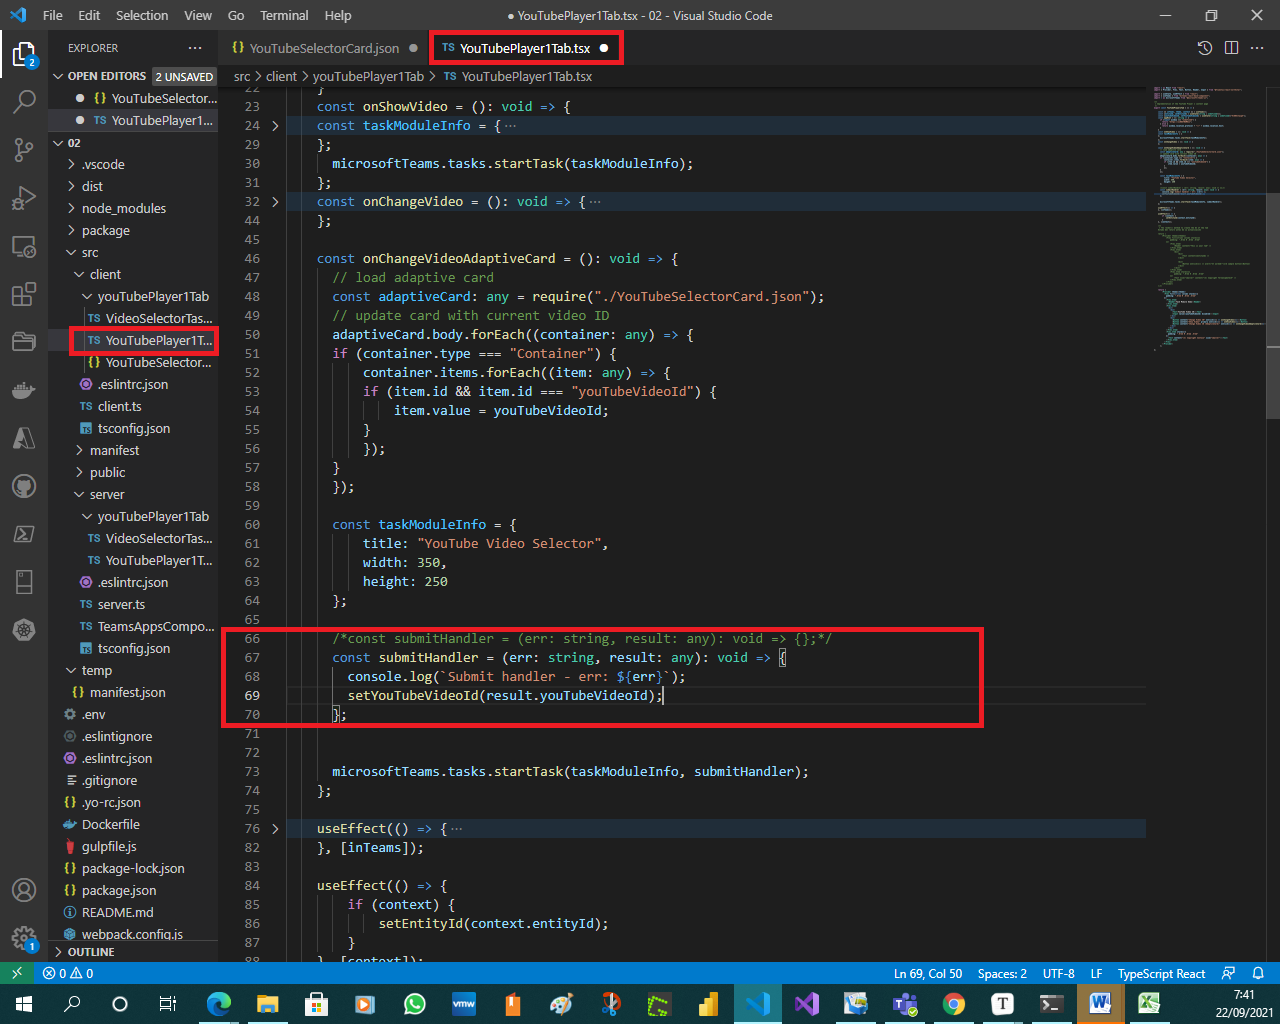 File Edit Selection View Go Terminal Help
● YouTubePlayer1Tab.tsx - 02 - Visual Studio Code
EXPLORER ···
{} YouTubeSelectorCard.json ●
TS YouTubePlayer1Tab.tsx ●
OPEN EDITORS 2 UNSAVED
● {} YouTubeSelector...
● TS YouTubePlayer1...
src > client > youTubePlayer1Tab > TS YouTubePlayer1Tab.tsx
02
.vscode
dist
node_modules
package
src
client
youTubePlayer1Tab
TS VideoSelectorTas...
TS YouTubePlayer1T...
{} YouTubeSelector...
.eslintrc.json
TS client.ts
tsconfig.json
manifest
public
server
youTubePlayer1Tab
TS VideoSelectorTas...
TS YouTubePlayer1T...
.eslintrc.json
TS server.ts
TS TeamsAppsCompo...
tsconfig.json
temp
{} manifest.json
.env
.eslintignore
.eslintrc.json
.gitignore
{} .yo-rc.json
Dockerfile
gulpfile.js
{} package-lock.json
{} package.json
README.md
webpack.config.js
OUTLINE
22 }
23 const onShowVideo = (): void => {
24 const taskModuleInfo = {···
29 };
30 microsoftTeams.tasks.startTask(taskModuleInfo);
31 };
32 const onChangeVideo = (): void => {···
44 };
45
46 const onChangeVideoAdaptiveCard = (): void => {
47 // load adaptive card
48 const adaptiveCard: any = require("./YouTubeSelectorCard.json");
49 // update card with current video ID
50 adaptiveCard.body.forEach((container: any) => {
51 if (container.type === "Container") {
52 container.items.forEach((item: any) => {
53 if (item.id && item.id === "youTubeVideoId") {
54 item.value = youTubeVideoId;
55 }
56 });
57 }
58 });
59
60 const taskModuleInfo = {
61 title: "YouTube Video Selector",
62 width: 350,
63 height: 250
64 };
65
66 /*const submitHandler = (err: string, result: any): void => {};*/
67 const submitHandler = (err: string, result: any): void => {
68 console.log(`Submit handler - err: ${err}`);
69 setYouTubeVideoId(result.youTubeVideoId);
70 };
71
72
73 microsoftTeams.tasks.startTask(taskModuleInfo, submitHandler);
74 };
75
76 useEffect(() => {···
82 }, [inTeams]);
83
84 useEffect(() => {
85 if (context) {
86 setEntityId(context.entityId);
87 }
88 }, [context]);
0 0 Ln 69, Col 50 Spaces: 2 UTF-8 LF TypeScript React
7:41
22/09/2021